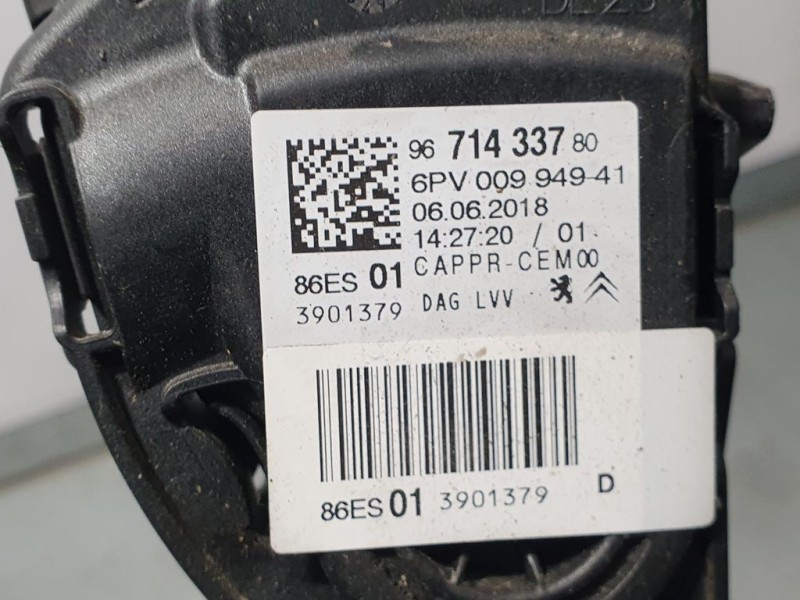 96 714 337 80
6PV 009 949-41
06.06.2018
14:27:20 / 01
86ES 01 CAPPR-CEM00
3901379 DAG LVV
86ES 01 3901379 D